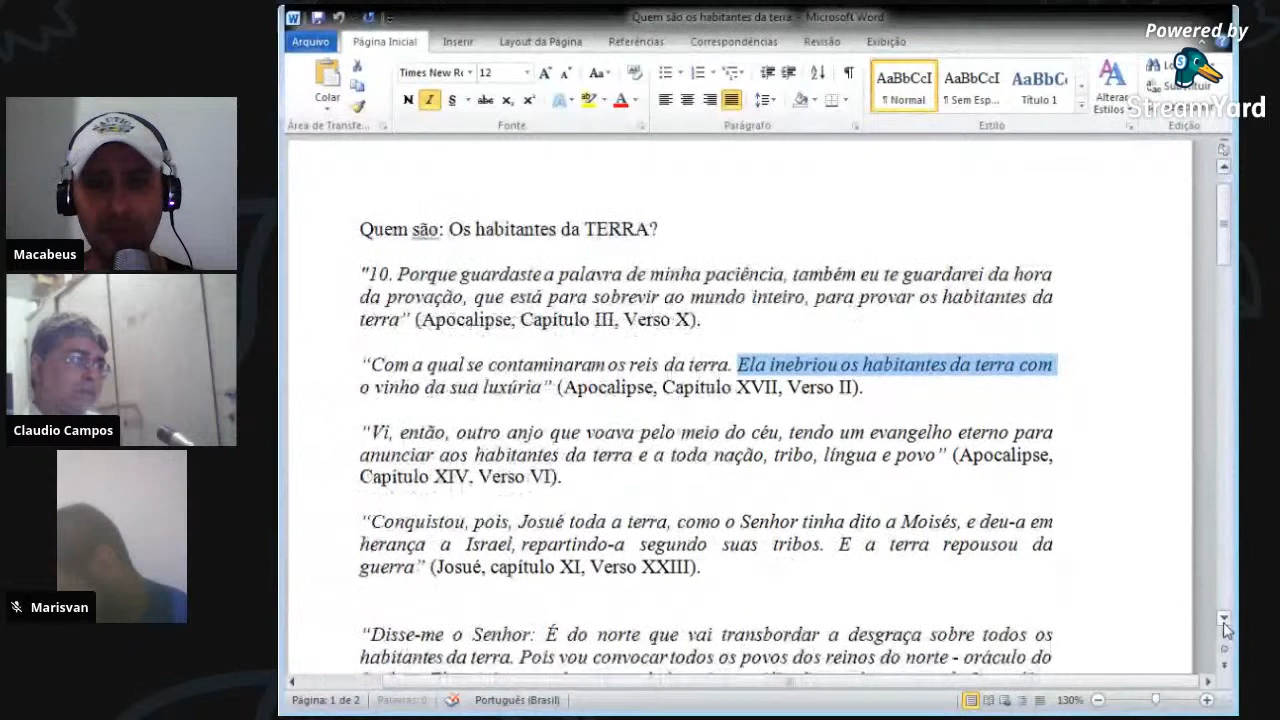 Quem são os habitantes da terra - Microsoft Word
Powered by
StreamYard
Arquivo
Página Inicial
Inserir
Layout da Página
Referências
Correspondências
Revisão
Exibição
Times New Ro
12
Colar
AaBbCcI
AaBbCcI
AaBbC
¶ Normal
¶ Sem Esp...
Título 1
Alterar
Estilos
Área de Transfe...
Fonte
Parágrafo
Estilo
Edição
Macabeus
Claudio Campos
Marisvan
Quem são: Os habitantes da TERRA?
"10. Porque guardaste a palavra de minha paciência, também eu te guardarei da hora
da provação, que está para sobrevir ao mundo inteiro, para provar os habitantes da
terra” (Apocalipse, Capítulo III, Verso X).
“Com a qual se contaminaram os reis da terra. Ela inebriou os habitantes da terra com
o vinho da sua luxúria” (Apocalipse, Capítulo XVII, Verso II).
“Vi, então, outro anjo que voava pelo meio do céu, tendo um evangelho eterno para
anunciar aos habitantes da terra e a toda nação, tribo, língua e povo” (Apocalipse,
Capítulo XIV, Verso VI).
“Conquistou, pois, Josué toda a terra, como o Senhor tinha dito a Moisés, e deu-a em
herança a Israel, repartindo-a segundo suas tribos. E a terra repousou da
guerra” (Josué, capítulo XI, Verso XXIII).
“Disse-me o Senhor: É do norte que vai transbordar a desgraça sobre todos os
habitantes da terra. Pois vou convocar todos os povos dos reinos do norte - oráculo do
Página: 1 de 2
Palavras: 0
Português (Brasil)
130%